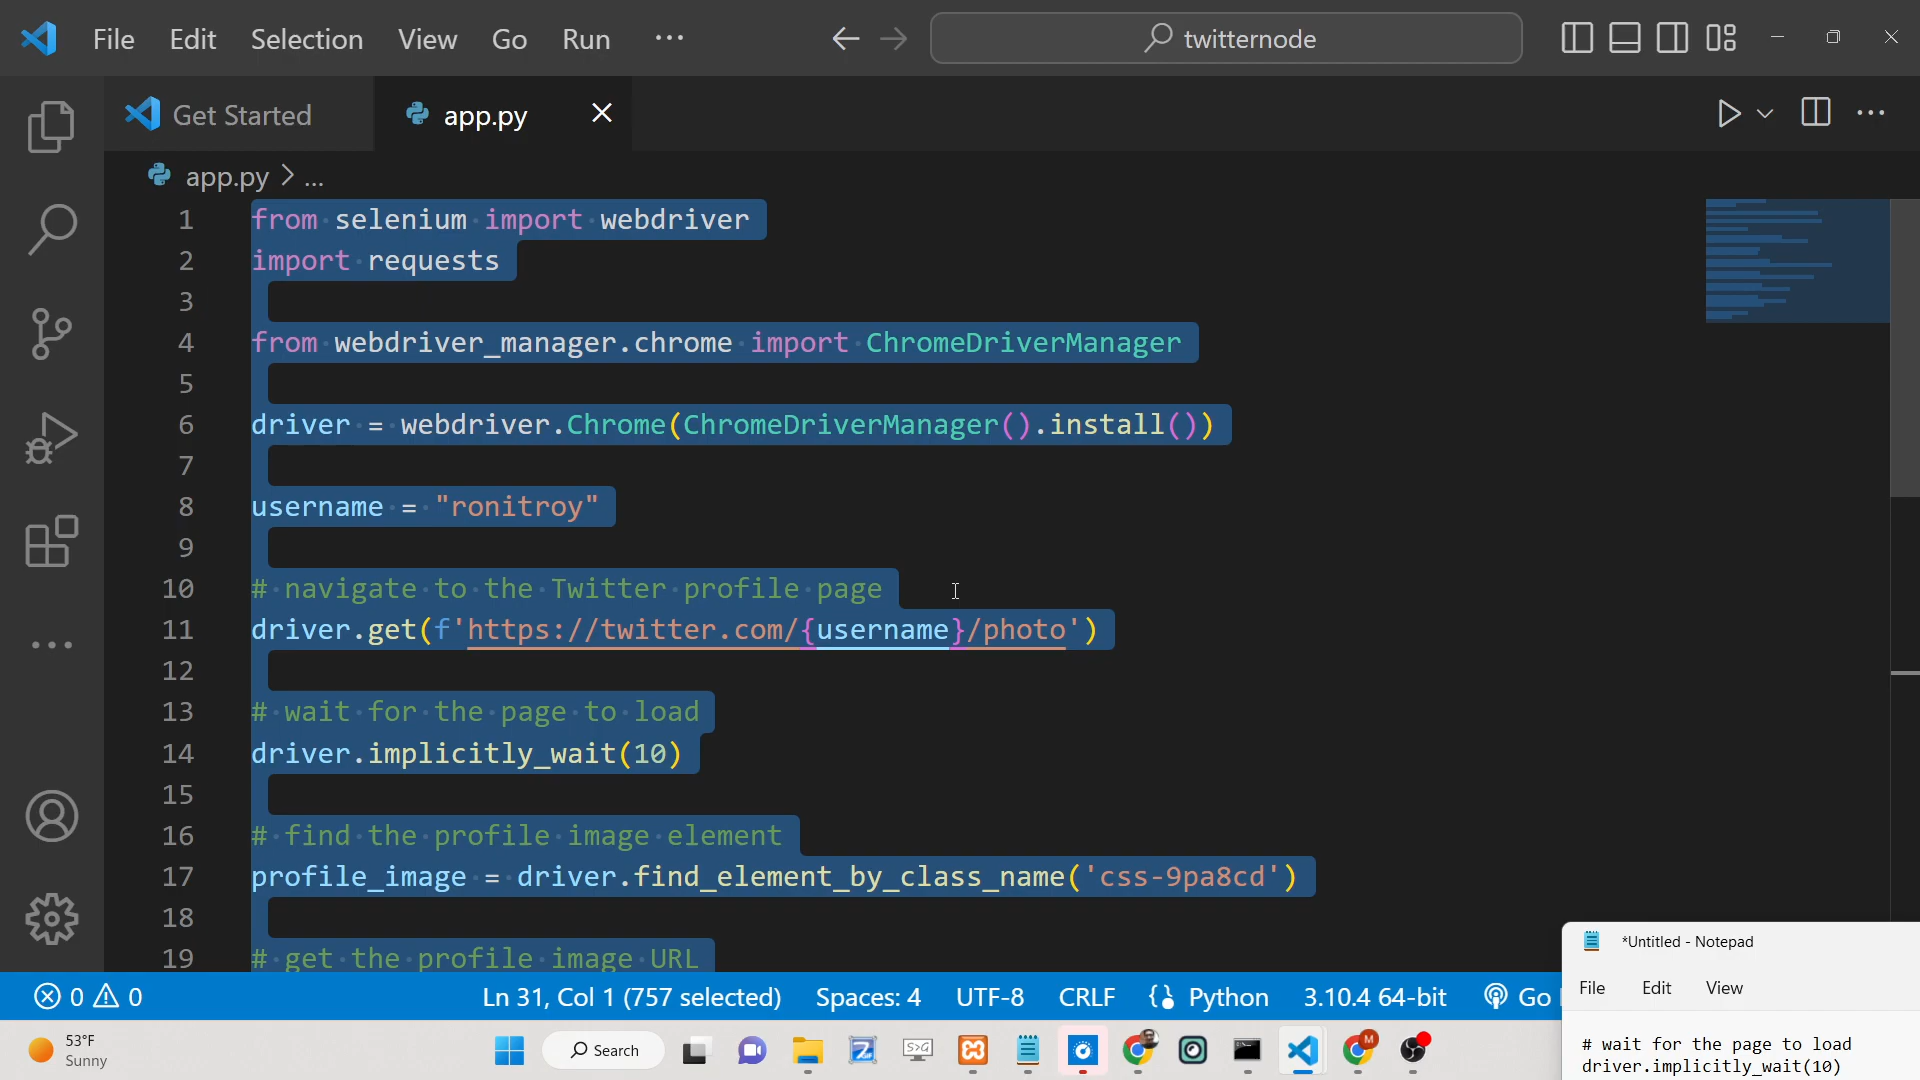 File Edit Selection View Go Run ...
twitternode
Get Started
app.py
app.py > ...
1 from selenium import webdriver
2 import requests
3
4 from webdriver_manager.chrome import ChromeDriverManager
5
6 driver = webdriver.Chrome(ChromeDriverManager().install())
7
8 username = "ronitroy"
9
10 # navigate to the Twitter profile page
11 driver.get(f'https://twitter.com/{username}/photo')
12
13 # wait for the page to load
14 driver.implicitly_wait(10)
15
16 # find the profile image element
17 profile_image = driver.find_element_by_class_name('css-9pa8cd')
18
19 # get the profile image URL
*Untitled - Notepad
File Edit View
# wait for the page to load
driver.implicitly_wait(10)
0 0 Ln 31, Col 1 (757 selected) Spaces: 4 UTF-8 CRLF Python 3.10.4 64-bit Go
53°F
Sunny
Search
S>G
M